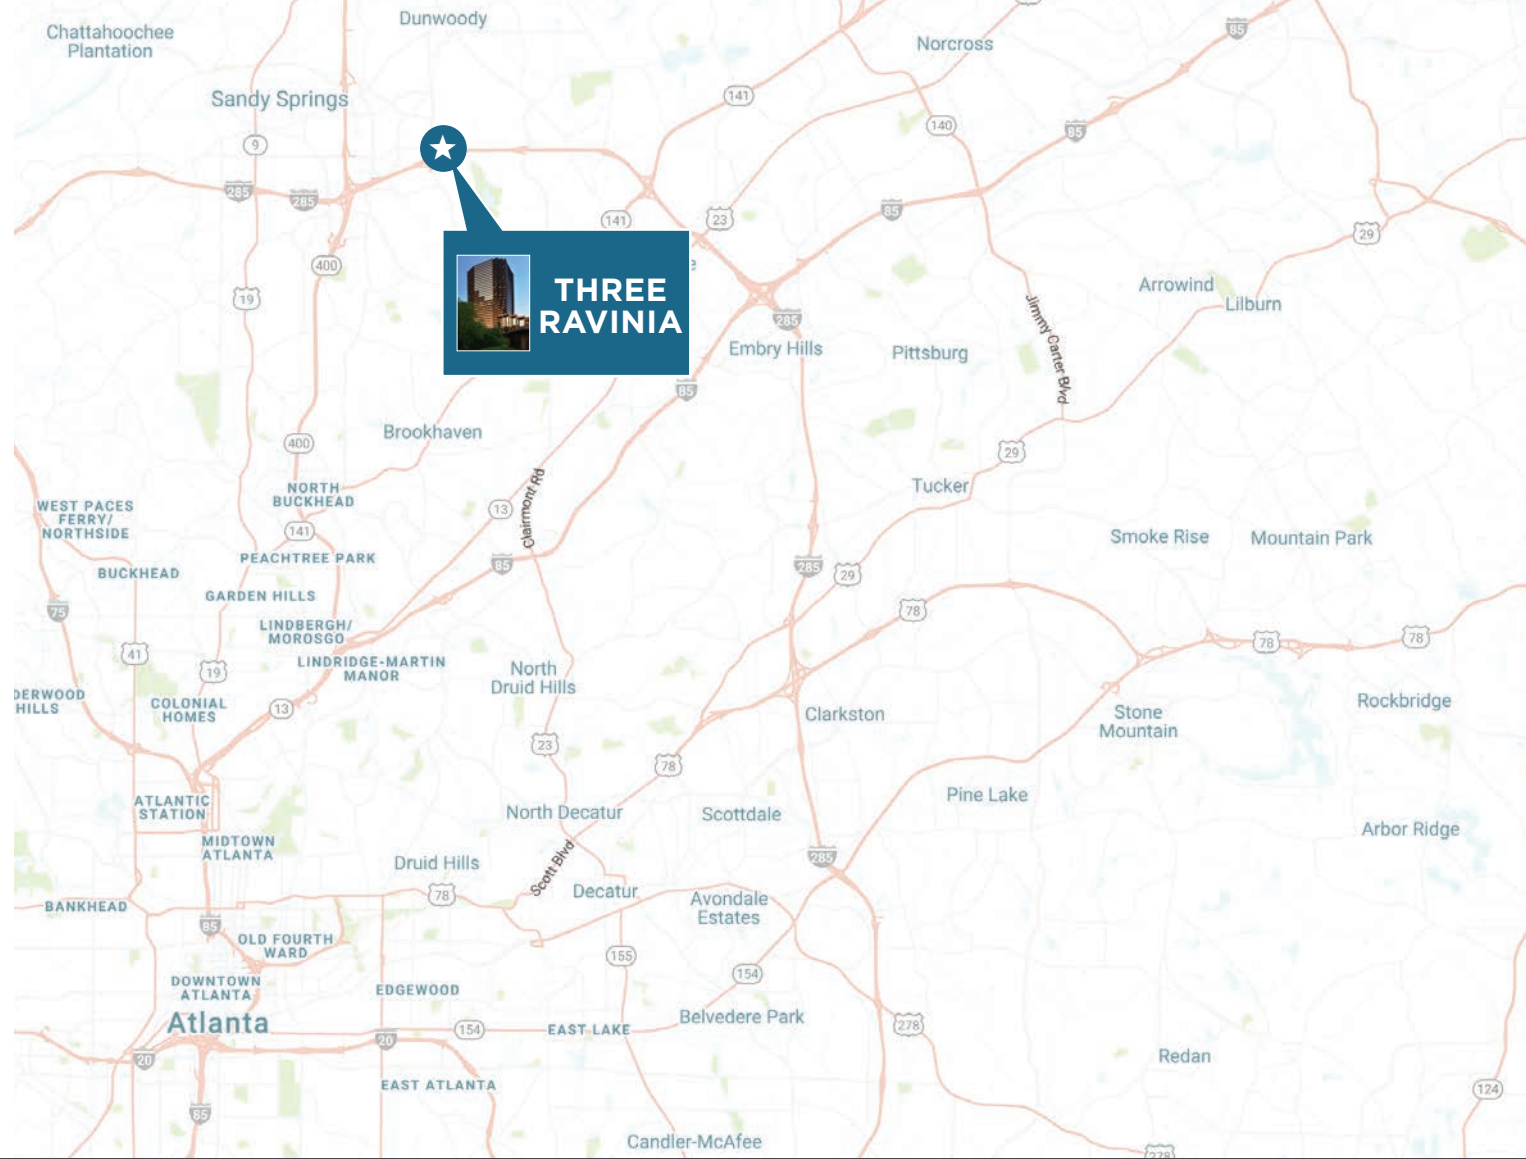 Dunwoody
Chattahoochee
Plantation
85
Norcross
Sandy Springs
141
140
85
9
285
285
141
23
85
29
400
THREE
RAVINIA
19
Arrowind
Lilburn
285
Jimmy Carter Blvd
Embry Hills
Pittsburg
85
Brookhaven
400
29
Tucker
NORTH
BUCKHEAD
Clairmont Rd
13
WEST PACES
FERRY/
NORTHSIDE
141
Smoke Rise
Mountain Park
PEACHTREE PARK
BUCKHEAD
85
285
29
GARDEN HILLS
75
78
LINDBERGH/
MOROSGO
78
78
41
19
LINDRIDGE-MARTIN
MANOR
North
Druid Hills
DERWOOD
HILLS
COLONIAL
HOMES
13
Clarkston
Stone
Mountain
Rockbridge
23
78
ATLANTIC
STATION
North Decatur
Scottdale
Pine Lake
Arbor Ridge
MIDTOWN
ATLANTA
Druid Hills
Scott Blvd
285
78
Decatur
Avondale
Estates
BANKHEAD
85
OLD FOURTH
WARD
155
154
DOWNTOWN
ATLANTA
EDGEWOOD
Atlanta
154
EAST LAKE
Belvedere Park
278
20
20
Redan
EAST ATLANTA
124
85
Candler-McAfee
278